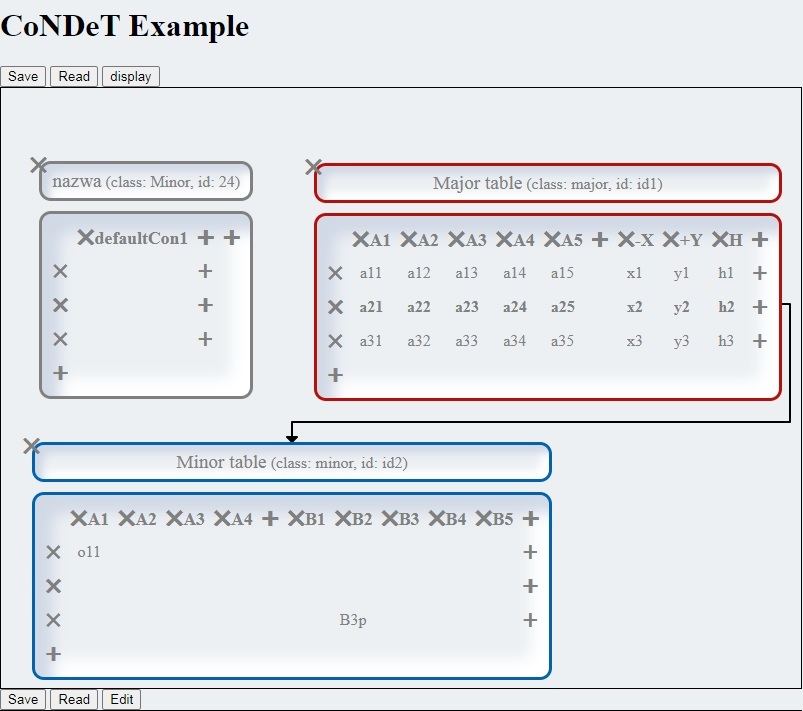 CoNDeT Example
Save Read display
nazwa (class: Minor, id: 24)
Major table (class: major, id: id1)
defaultCon1 + +
+
+
+
+
A1 A2 A3 A4 A5 + -X +Y H +
a11 a12 a13 a14 a15 x1 y1 h1 +
a21 a22 a23 a24 a25 x2 y2 h2 +
a31 a32 a33 a34 a35 x3 y3 h3 +
+
Minor table (class: minor, id: id2)
A1 A2 A3 A4 + B1 B2 B3 B4 B5 +
o11 +
+
B3p +
+
Save Read Edit